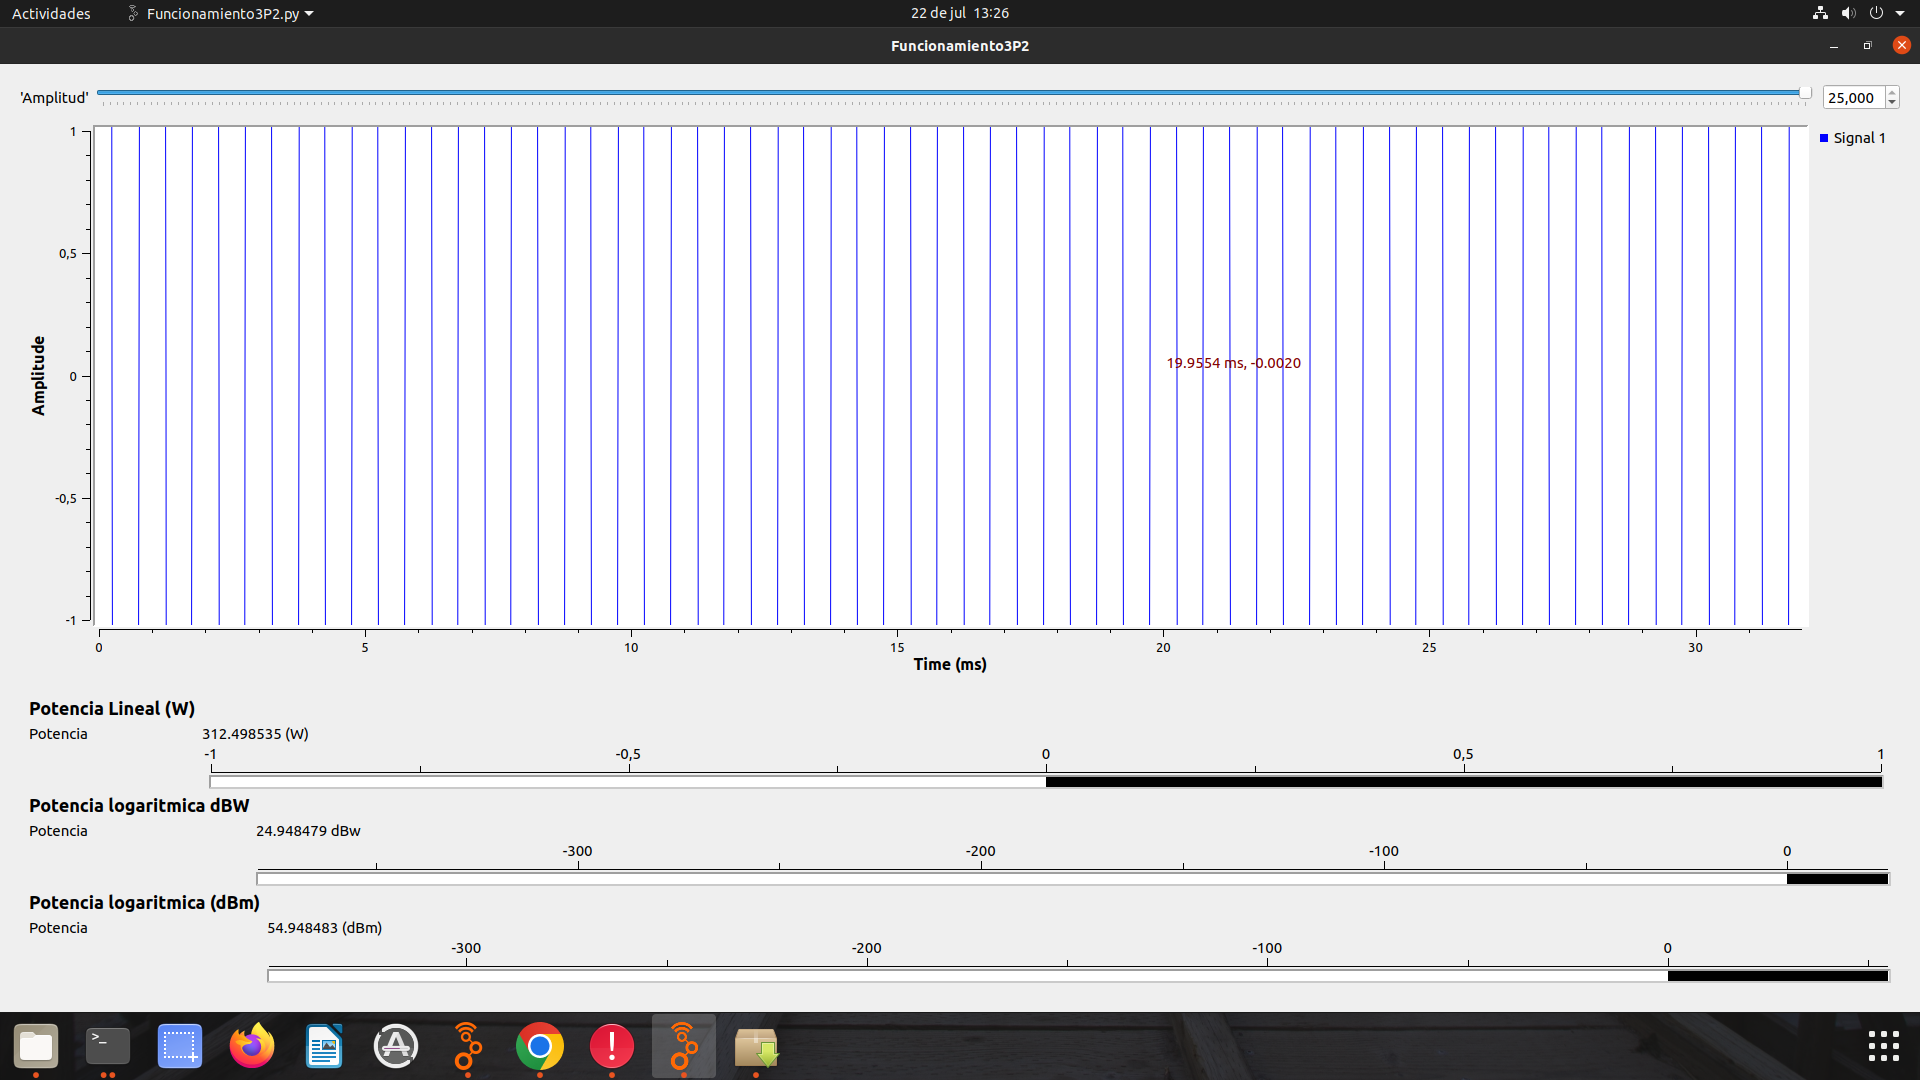 Actividades Funcionamiento3P2.py 22 de jul 13:26
Funcionamiento3P2
'Amplitud' 25,000
Signal 1
1
0,5
0
-0,5
-1
Amplitude
19.9554 ms, -0.0020
0 5 10 15 20 25 30
Time (ms)
Potencia Lineal (W)
Potencia 312.498535 (W)
-1 -0,5 0 0,5 1
Potencia logaritmica dBW
Potencia 24.948479 dBw
-300 -200 -100 0
Potencia logaritmica (dBm)
Potencia 54.948483 (dBm)
-300 -200 -100 0